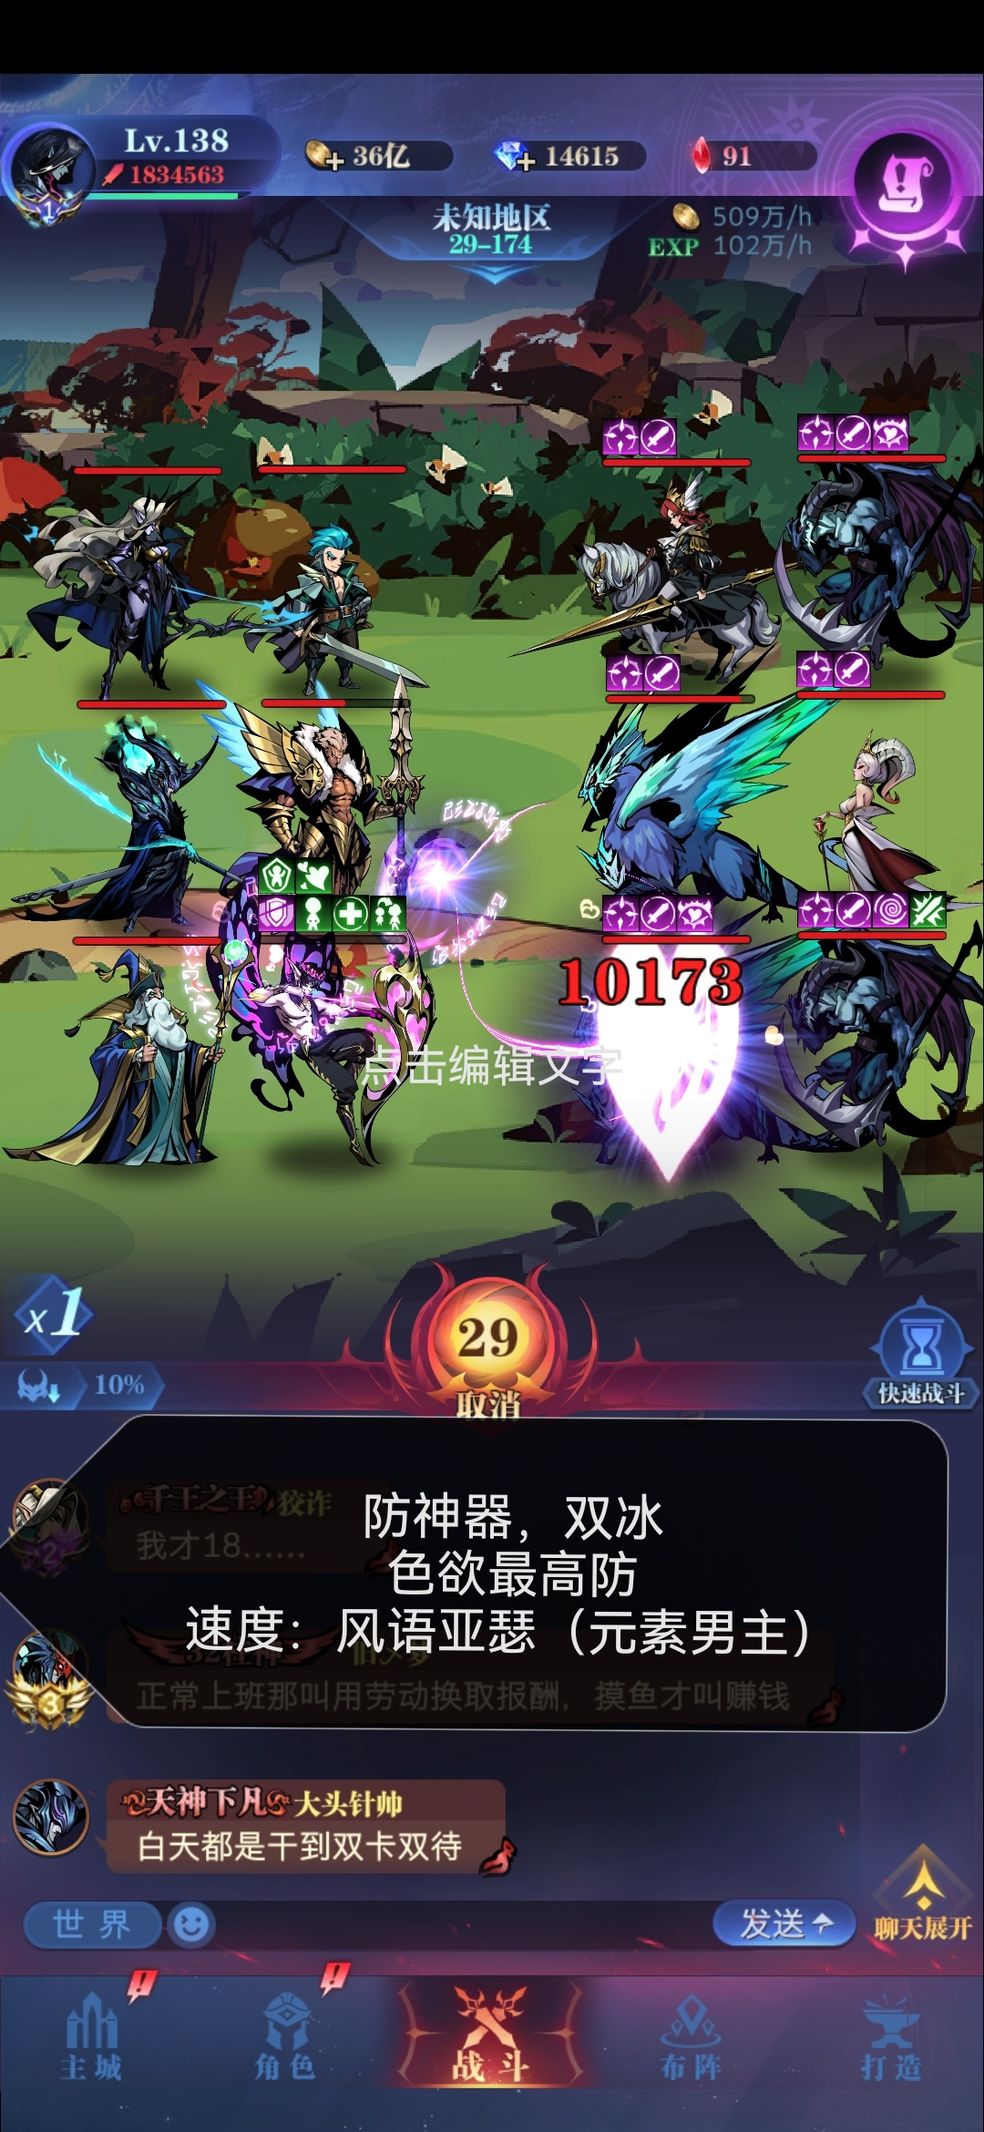 Lv.138
1834563
1
36亿
14615
91
未知地区
29-174
509万/h
EXP 102万/h
10173
点击编辑文字
x1
29
取消
10%
快速战斗
千王之王 狡诈
我才18......
2
防神器，双冰
色欲最高防
速度：风语亚瑟（元素男主）
3
正常上班那叫用劳动换取报酬，摸鱼才叫赚钱
天神下凡 大头针帅
白天都是干到双卡双待
世界
发送
聊天展开
主城
角色
战斗
布阵
打造